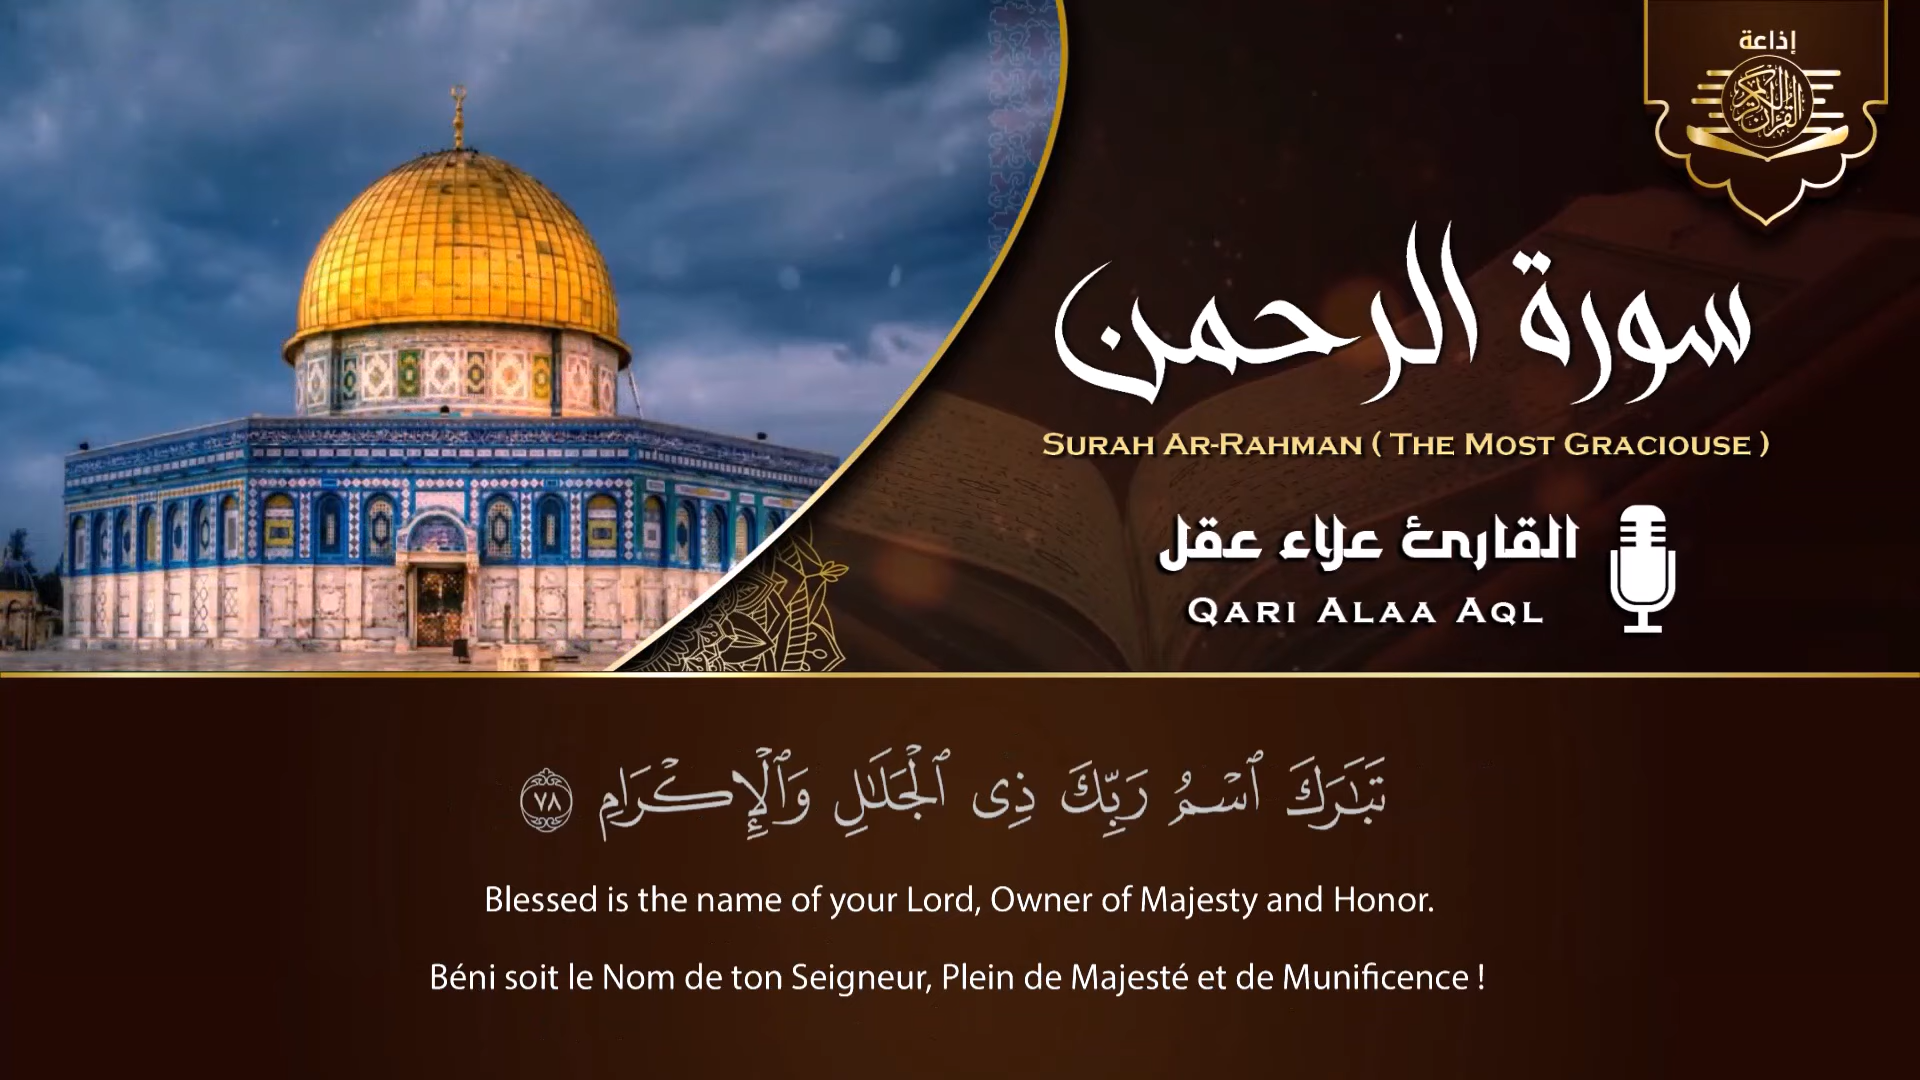 إذاعة
القرآن الكريم
سورة الرحمن
SURAH AR-RAHMAN ( THE MOST GRACIOUSE )
القارئ علاء عقل
QARI ALAA AQL
تَبَٰرَكَ ٱسْمُ رَبِّكَ ذِى ٱلْجَلَٰلِ وَٱلْإِكْرَامِ ٧٨
Blessed is the name of your Lord, Owner of Majesty and Honor.
Béni soit le Nom de ton Seigneur, Plein de Majesté et de Munificence !